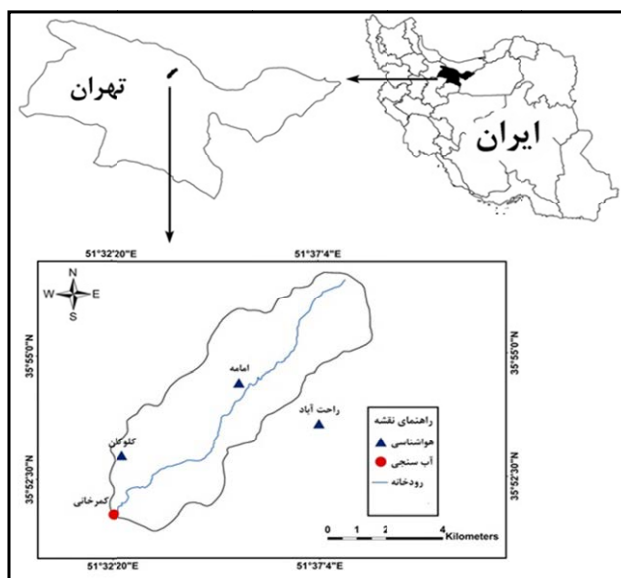 تهران
ایران
51°32'20"E
51°37'4"E
N
W E
S
35°55'0"N
35°55'0"N
امامه
راحت آباد
کلوکان
35°52'30"N
35°52'30"N
کمرخانی
راهنمای نقشه
هواشناسی
آب سنجی
رودخانه
0 1 2 4
Kilometers
51°32'20"E
51°37'4"E